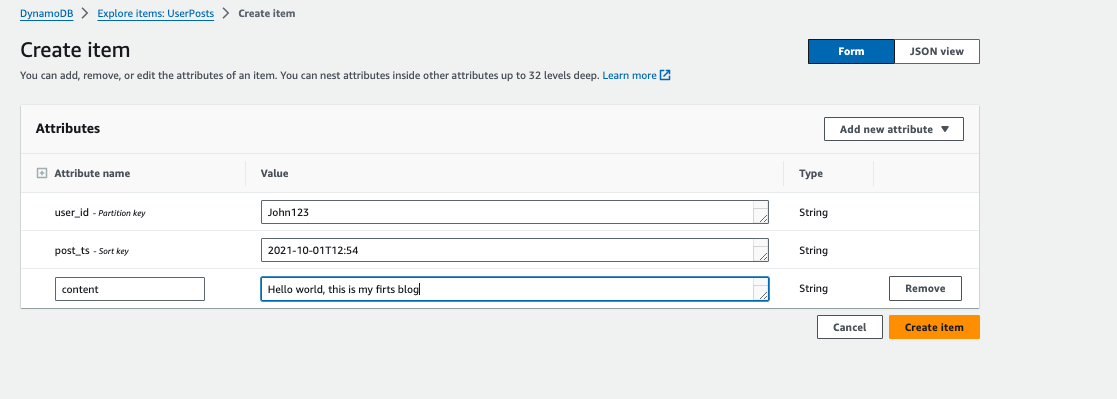 DynamoDB > Explore items: UserPosts > Create item
Create item
Form JSON view
You can add, remove, or edit the attributes of an item. You can nest attributes inside other attributes up to 32 levels deep. Learn more
Attributes
Add new attribute
Attribute name Value Type
user_id - Partition key John123 String
post_ts - Sort key 2021-10-01T12:54 String
content Hello world, this is my firts blog String Remove
Cancel Create item